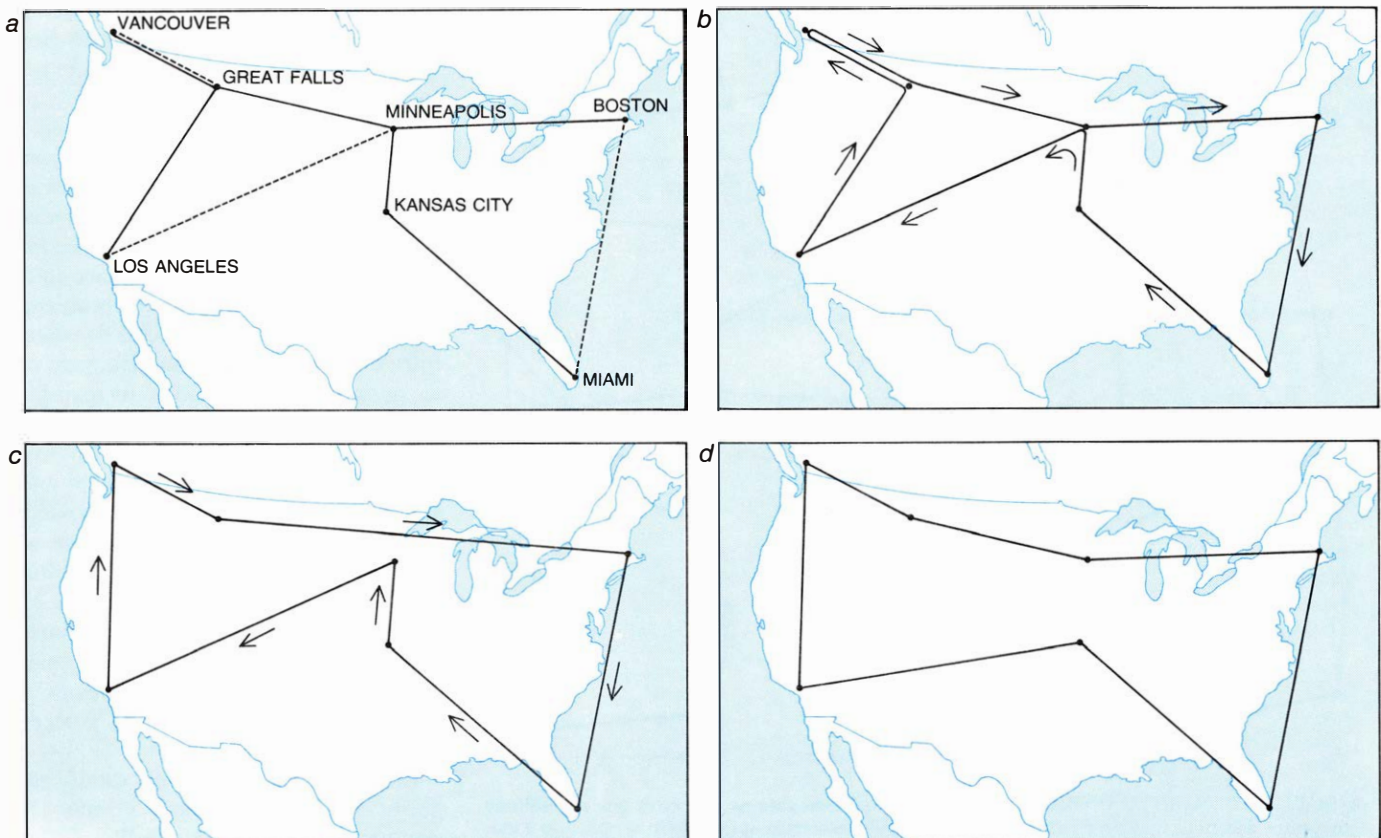 a
VANCOUVER
GREAT FALLS
MINNEAPOLIS
BOSTON
KANSAS CITY
LOS ANGELES
MIAMI
b
c
d